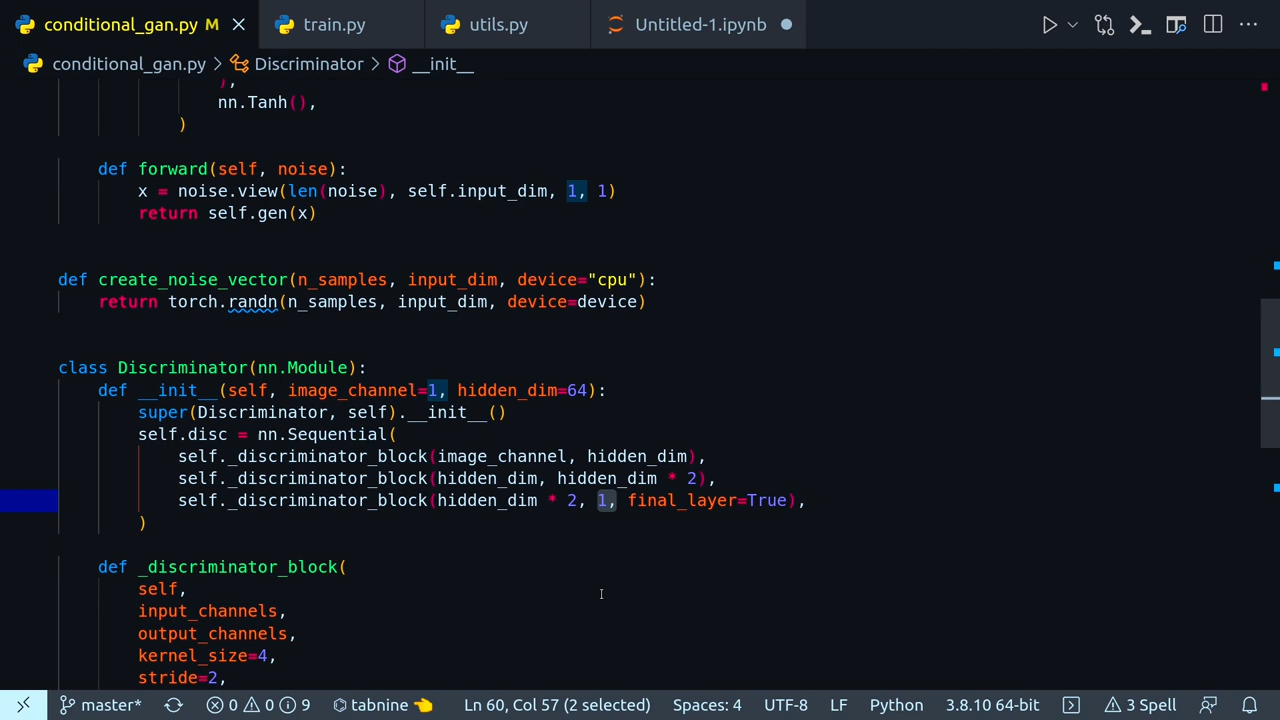 conditional_gan.py M train.py utils.py Untitled-1.ipynb
conditional_gan.py > Discriminator > __init__
),
nn.Tanh(),
)
def forward(self, noise):
x = noise.view(len(noise), self.input_dim, 1, 1)
return self.gen(x)
def create_noise_vector(n_samples, input_dim, device="cpu"):
return torch.randn(n_samples, input_dim, device=device)
class Discriminator(nn.Module):
def __init__(self, image_channel=1, hidden_dim=64):
super(Discriminator, self).__init__()
self.disc = nn.Sequential(
self._discriminator_block(image_channel, hidden_dim),
self._discriminator_block(hidden_dim, hidden_dim * 2),
self._discriminator_block(hidden_dim * 2, 1, final_layer=True),
)
def _discriminator_block(
self,
input_channels,
output_channels,
kernel_size=4,
stride=2,
master* 0 0 9 tabnine Ln 60, Col 57 (2 selected) Spaces: 4 UTF-8 LF Python 3.8.10 64-bit 3 Spell